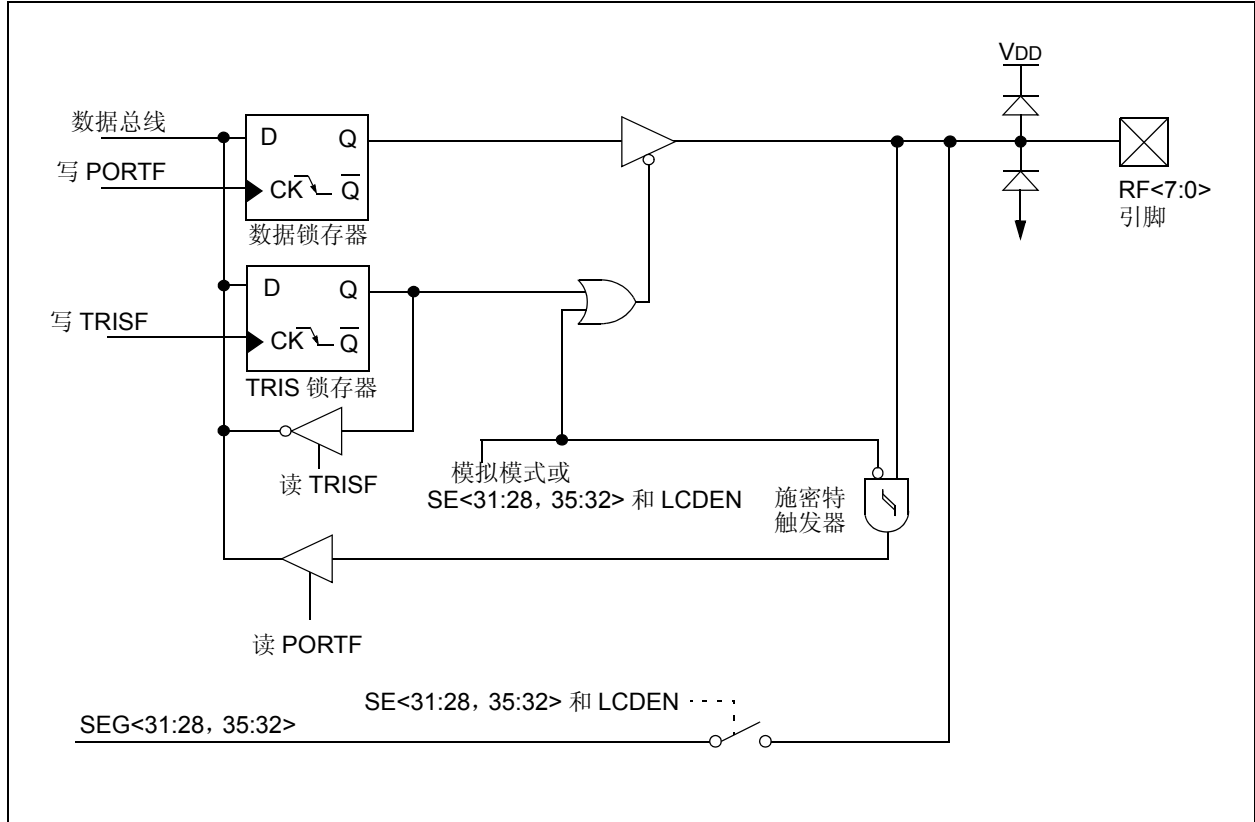 VDD
数据总线
D Q
写 PORTF
CK Q
RF<7:0>
引脚
数据锁存器
D Q
写 TRISF
CK Q
TRIS 锁存器
模拟模式或
SE<31:28，35:32> 和 LCDEN
读 TRISF
施密特
触发器
读 PORTF
SE<31:28，35:32> 和 LCDEN
SEG<31:28，35:32>